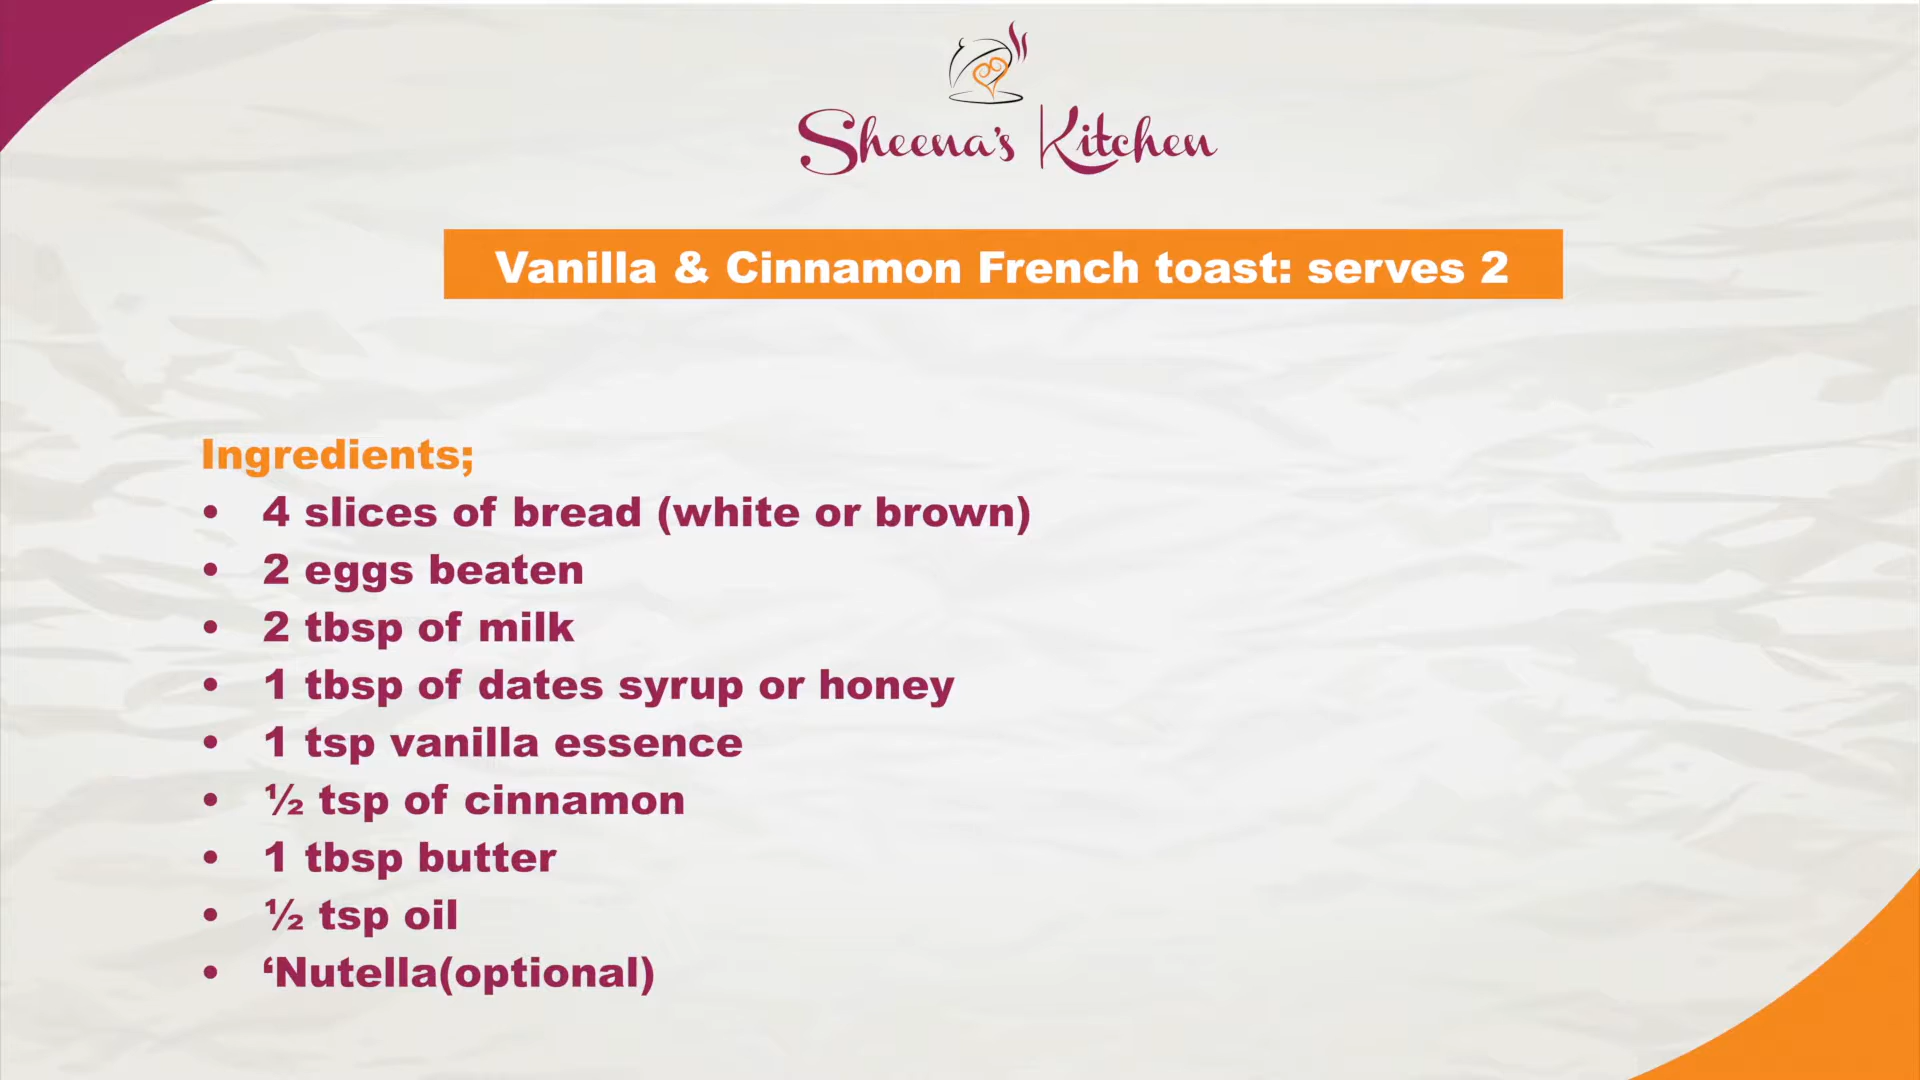 Sheena's Kitchen
Vanilla & Cinnamon French toast: serves 2
Ingredients;
• 4 slices of bread (white or brown)
• 2 eggs beaten
• 2 tbsp of milk
• 1 tbsp of dates syrup or honey
• 1 tsp vanilla essence
• ½ tsp of cinnamon
• 1 tbsp butter
• ½ tsp oil
• ‘Nutella(optional)